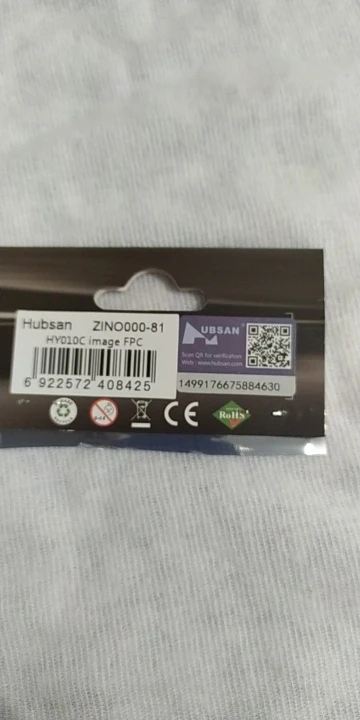 Hubsan ZINO000-81
HY010C image FPC
6 922572 408425
HUBSAN
Scan QR for verification
Web: www.hubsan.com
1499176675884630
CE
RoHS